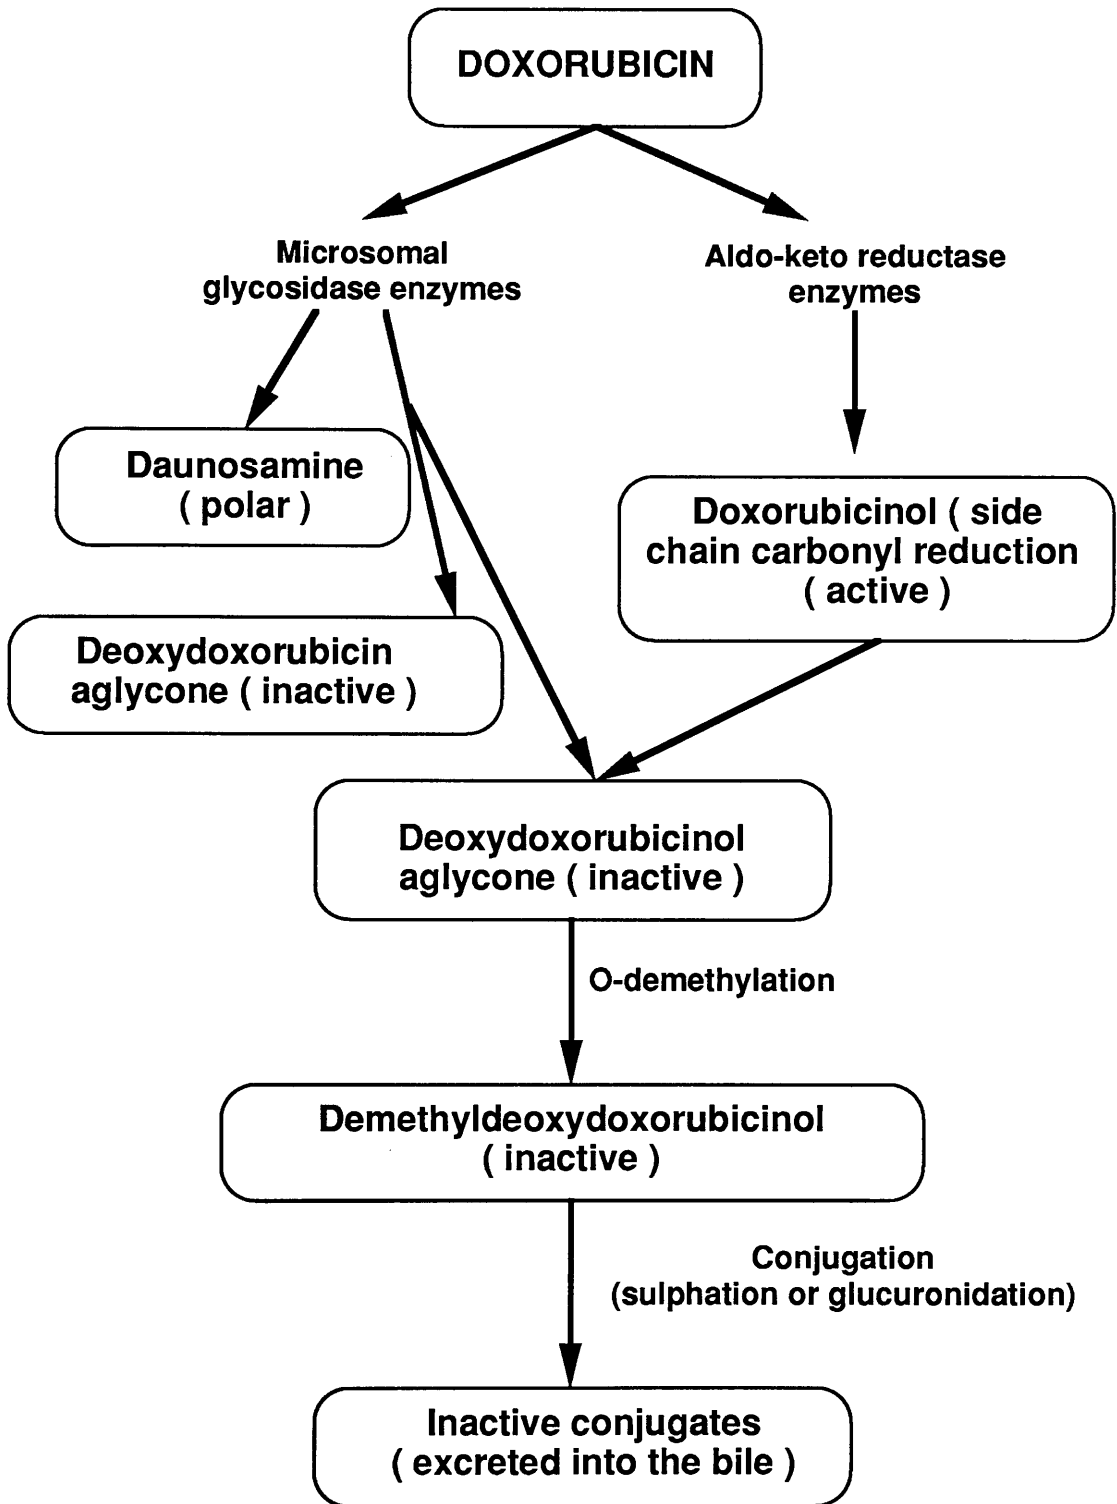 DOXORUBICIN
Microsomal
glycosidase enzymes
Aldo-keto reductase
enzymes
Daunosamine
( polar )
Doxorubicinol ( side
chain carbonyl reduction
( active )
Deoxydoxorubicin
aglycone ( inactive )
Deoxydoxorubicinol
aglycone ( inactive )
O-demethylation
Demethyldeoxydoxorubicinol
( inactive )
Conjugation
(sulphation or glucuronidation)
Inactive conjugates
( excreted into the bile )